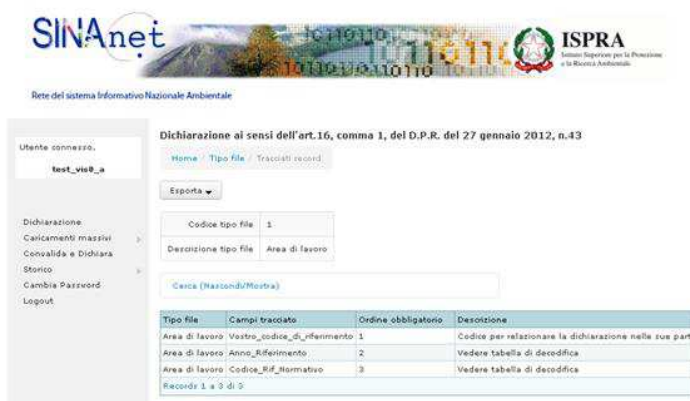 SINAnet
ISPRA
Istituto Superiore per la Protezione
e la Ricerca Ambientale
Rete del sistema Informativo Nazionale Ambientale
Utente connesso,
test_vis0_a
Dichiarazione
Caricamenti massivi
Convalida e Dichiara
Storico
Cambia Password
Logout
Dichiarazione ai sensi dell'art.16, comma 1, del D.P.R. del 27 gennaio 2012, n.43
Home / Tipo file / Tracciati record
Esporta
Codice tipo file 1
Descrizione tipo file Area di lavoro
Cerca (Nascondi/Mostra)
Tipo file Campi tracciato Ordine obbligatorio Descrizione
Area di lavoro Vostro_codice_di_riferimento 1 Codice per relazionare la dichiarazione nelle sue part
Area di lavoro Anno_Riferimento 2 Vedere tabella di decodifica
Area di lavoro Codice_Rif_Normativo 3 Vedere tabella di decodifica
Records 1 a 3 di 3